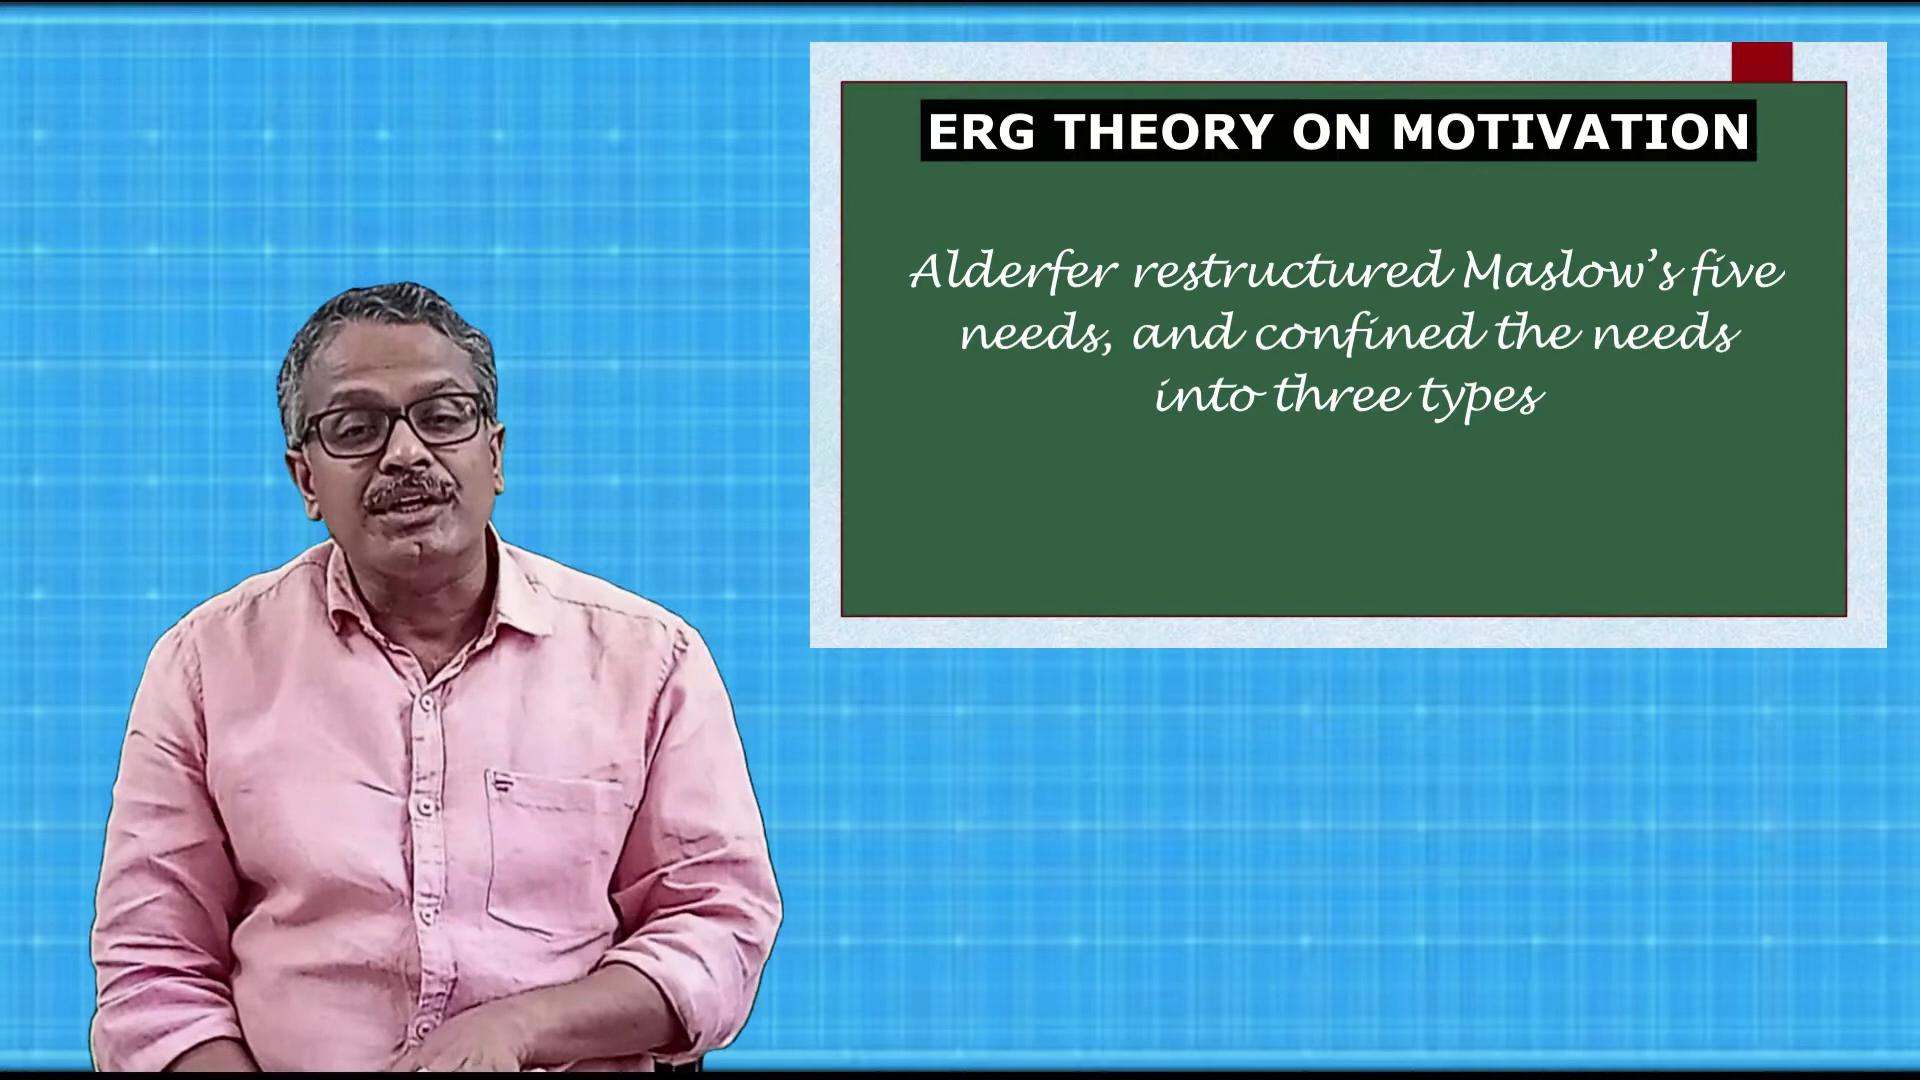 ERG THEORY ON MOTIVATION
Alderfer restructured Maslow's five
needs, and confined the needs
into three types